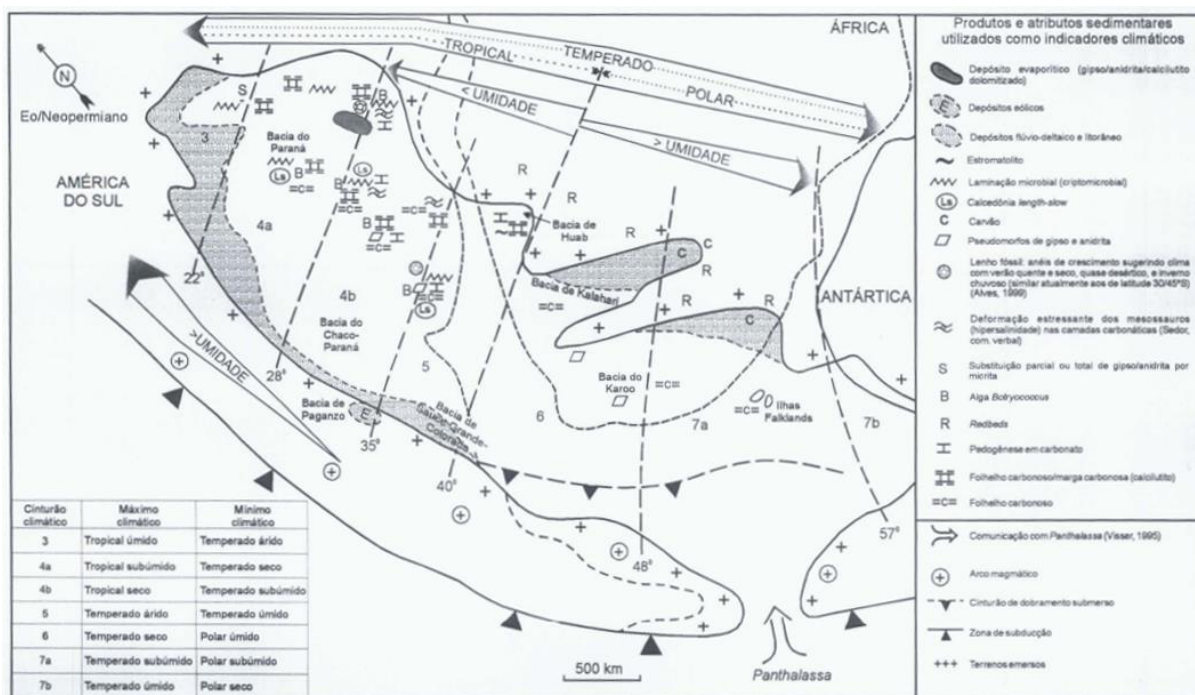 ÁFRICA
TROPICAL
TEMPERADO
POLAR
< UMIDADE
> UMIDADE
N
Eo/Neopermiano
AMÉRICA
DO SUL
3
S
B
Bacia do
Paraná
Ls
B
=C=
Ls
B
=C=
=C=
B
=C=
4a
22°
R
R
R
Bacia de
Huab
R
C
C
R
Bacia de Kalahari
=C=
R
R
C
ANTÁRTICA
B
=C=
Ls
4b
Bacia do
Chaco-
Paraná
5
28°
>UMIDADE
Bacia de
Paganzo
E
35°
Bacia de
Sauce-Grande-
Colorado
40°
Bacia do
Karoo
=C=
6
7a
=C=
Ilhas
Falklands
7b
48°
57°
500 km
Panthalassa
Cinturão
climático
Máximo
climático
Mínimo
climático
3 Tropical úmido Temperado árido
4a Tropical subúmido Temperado seco
4b Tropical seco Temperado subúmido
5 Temperado árido Temperado úmido
6 Temperado seco Polar úmido
7a Temperado subúmido Polar subúmido
7b Temperado úmido Polar seco
Produtos e atributos sedimentares
utilizados como indicadores climáticos
Depósito evaporítico (gipso/anidrita/calcilutito
dolomitizado)
E Depósitos eólicos
Depósitos flúvio-deltaico e litorâneo
Estromatolito
Laminação microbial (criptomicrobial)
Ls Calcedônia length-slow
C Carvão
Pseudomorfos de gipso e anidrita
Lenho fóssil: anéis de crescimento sugerindo clima
com verão quente e seco, quase desértico, e inverno
chuvoso (similar atualmente aos de latitude 30/45°S)
(Alves, 1999)
Deformação estressante dos mesossauros
(hipersalinidade) nas camadas carbonáticas (Sedor,
com. verbal)
S Substituição parcial ou total de gipso/anidrita por
micrita
B Alga Botryococcus
R Redbeds
Pedogênese em carbonato
Folhelho carbonoso/marga carbonosa (calcilutito)
=C= Folhelho carbonoso
Comunicação com Panthalassa (Visser, 1995)
Arco magmático
Cinturão de dobramento submerso
Zona de subducção
+++ Terrenos emersos